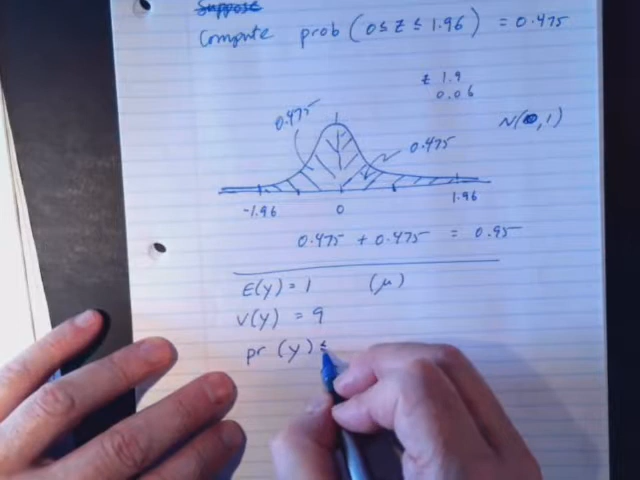 Suppose
Compute prob (0 ≤ Z ≤ 1.96) = 0.475
z 1.9
0.06
N(0,1)
0.475
0.475
-1.96 0 1.96
0.475 + 0.475 = 0.95
E(y) = 1 (μ)
V(y) = 9
pr (y) ≤